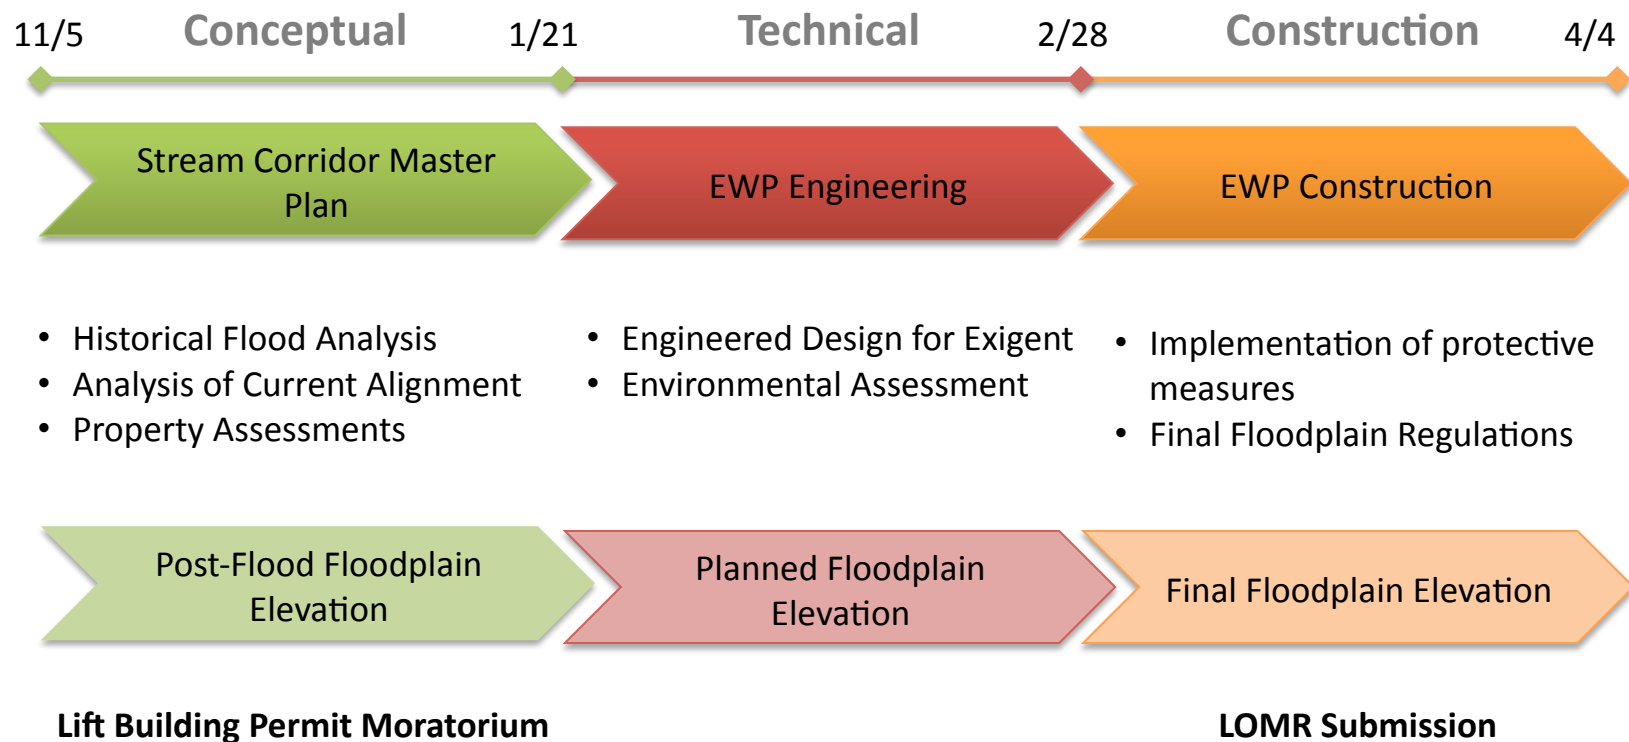 11/5 Conceptual 1/21 Technical 2/28 Construction 4/4
Stream Corridor Master
Plan
EWP Engineering
EWP Construction
• Historical Flood Analysis
• Analysis of Current Alignment
• Property Assessments
• Engineered Design for Exigent
• Environmental Assessment
• Implementation of protective
measures
• Final Floodplain Regulations
Post-Flood Floodplain
Elevation
Planned Floodplain
Elevation
Final Floodplain Elevation
Lift Building Permit Moratorium
LOMR Submission